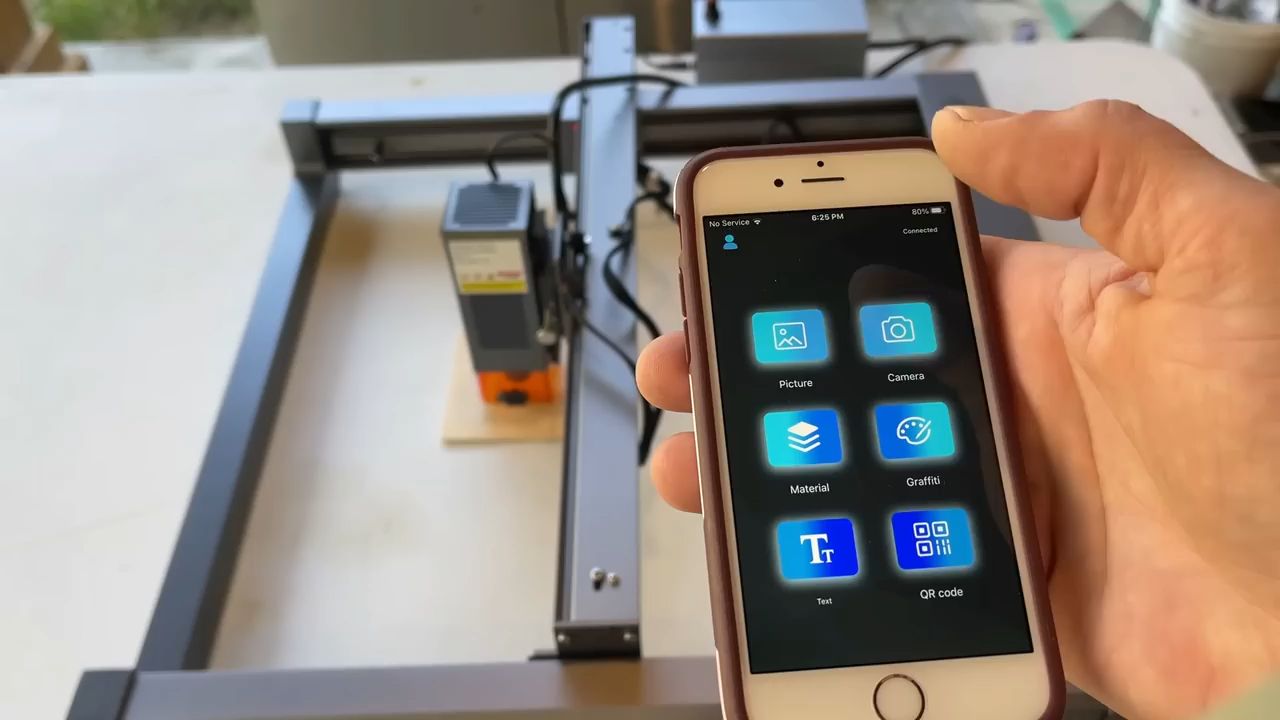 No Service
6:25 PM
80%
Connected
Picture
Camera
Material
Graffiti
Text
QR code